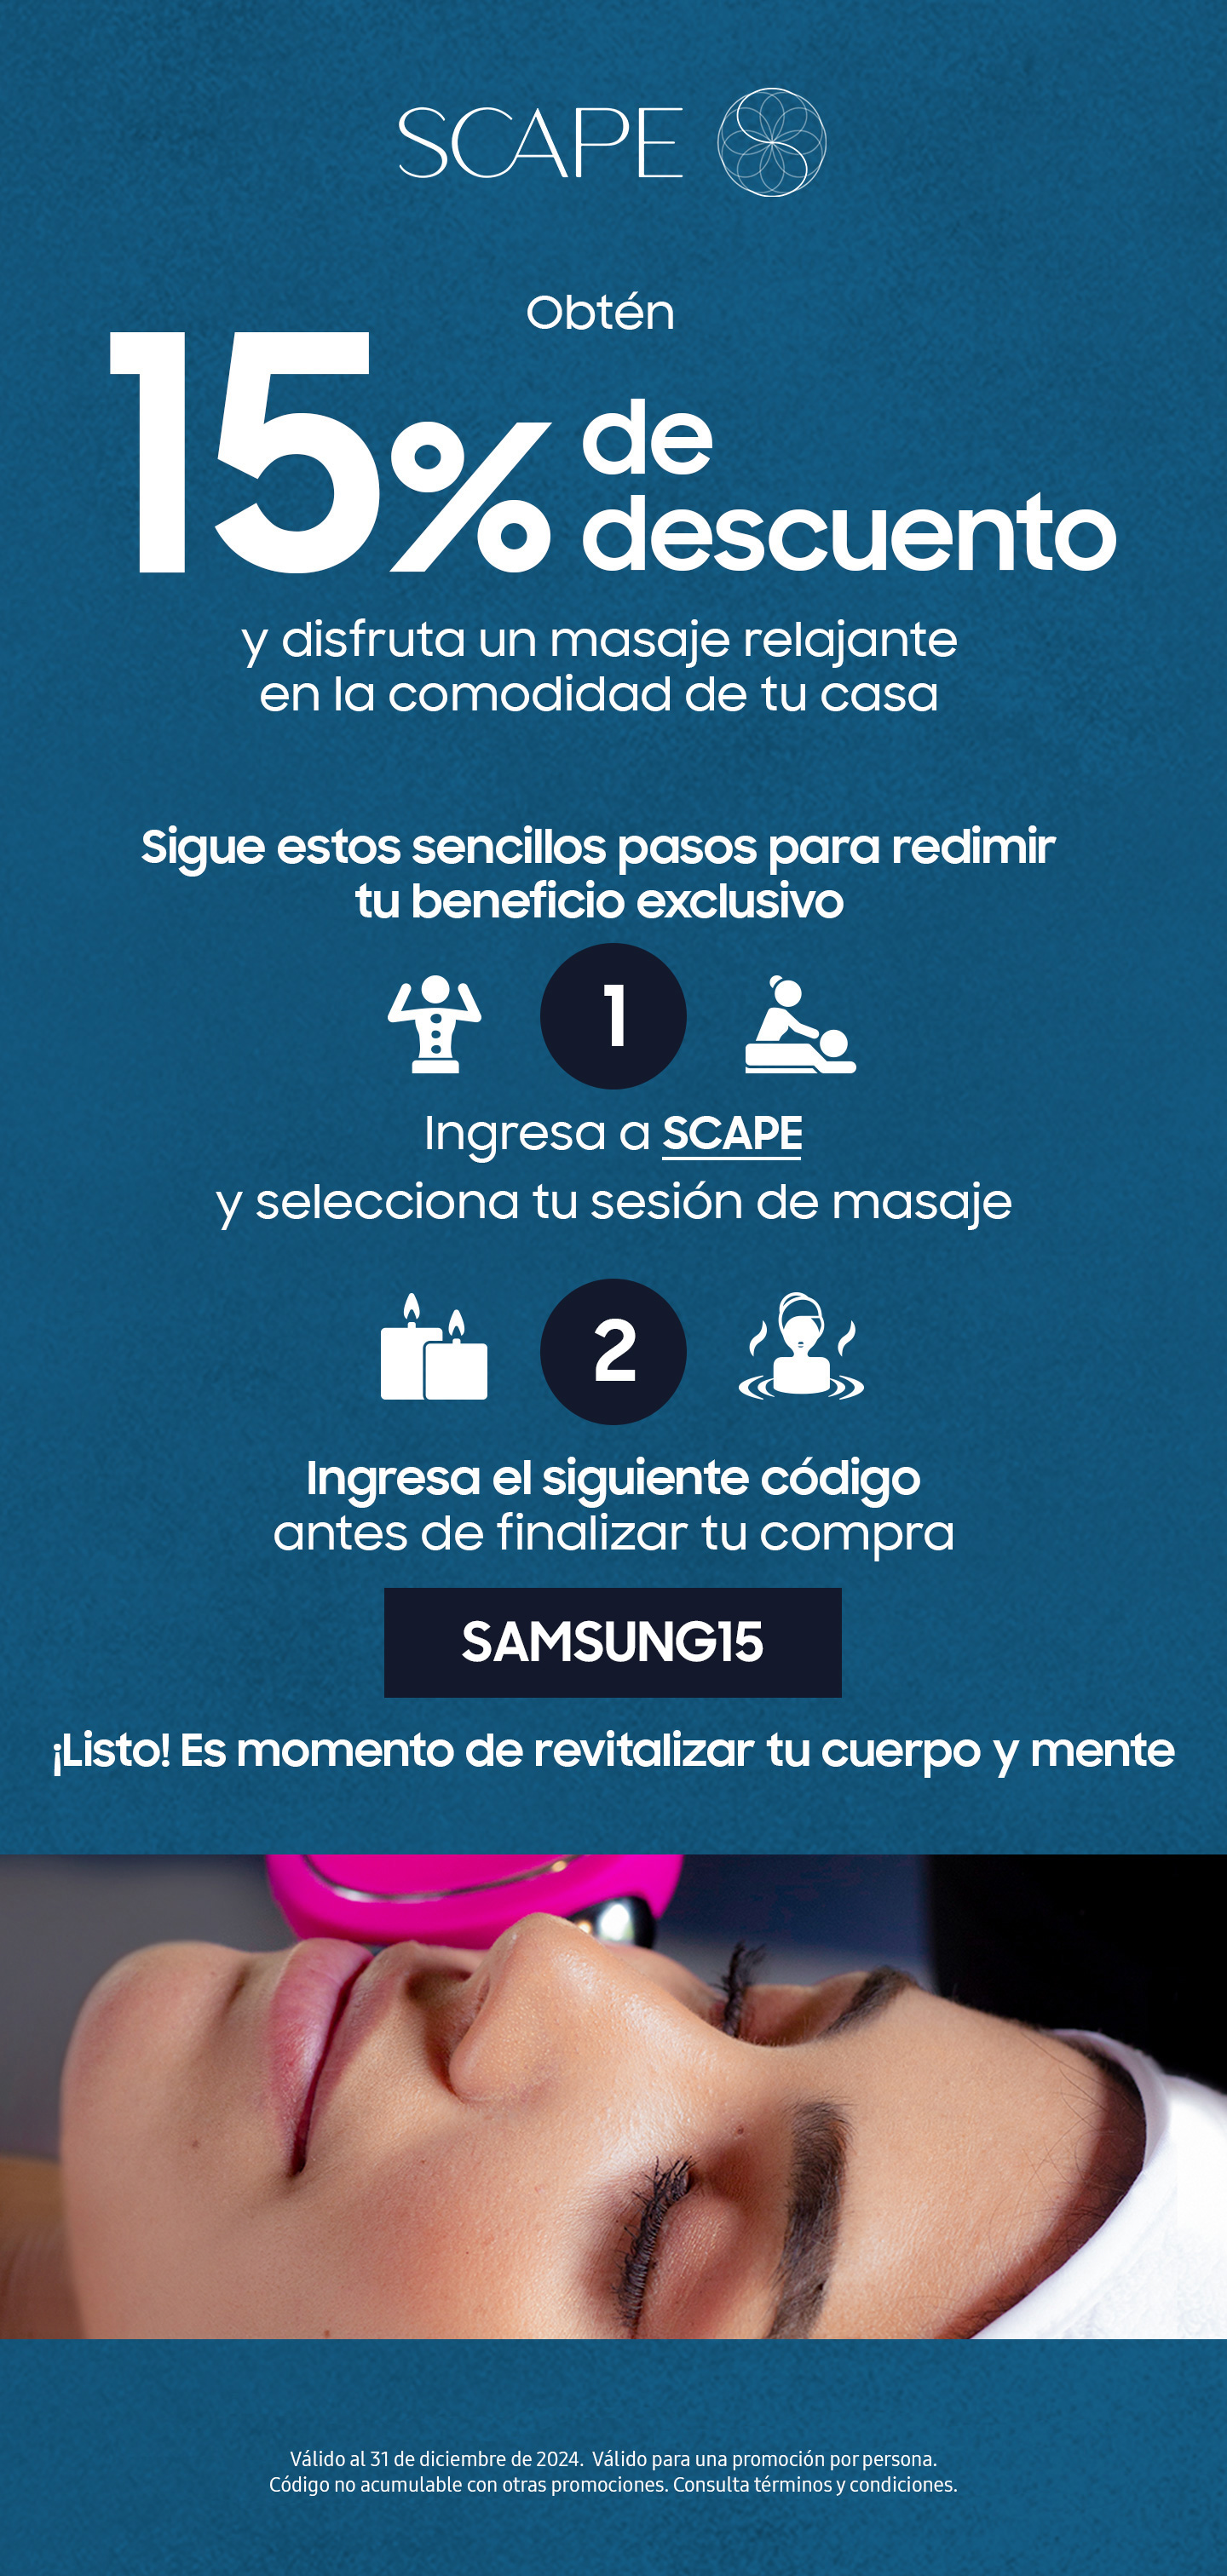 SCAPE
Obtén
15% de
descuento
y disfruta un masaje relajante
en la comodidad de tu casa
Sigue estos sencillos pasos para redimir
tu beneficio exclusivo
1
Ingresa a SCAPE
y selecciona tu sesión de masaje
2
Ingresa el siguiente código
antes de finalizar tu compra
SAMSUNG15
¡Listo! Es momento de revitalizar tu cuerpo y mente
Válido al 31 de diciembre de 2024. Válido para una promoción por persona.
Código no acumulable con otras promociones. Consulta términos y condiciones.